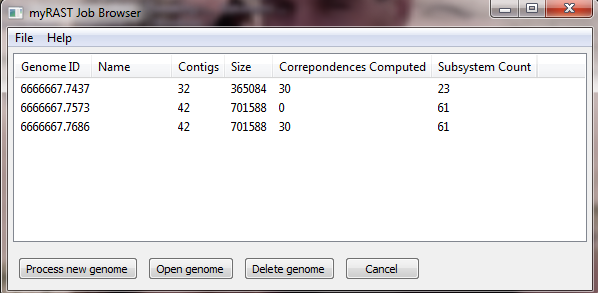 myRAST Job Browser
File Help
Genome ID Name Contigs Size Correpondences Computed Subsystem Count
6666667.7437 32 365084 30 23
6666667.7573 42 701588 0 61
6666667.7686 42 701588 30 61
Process new genome Open genome Delete genome Cancel